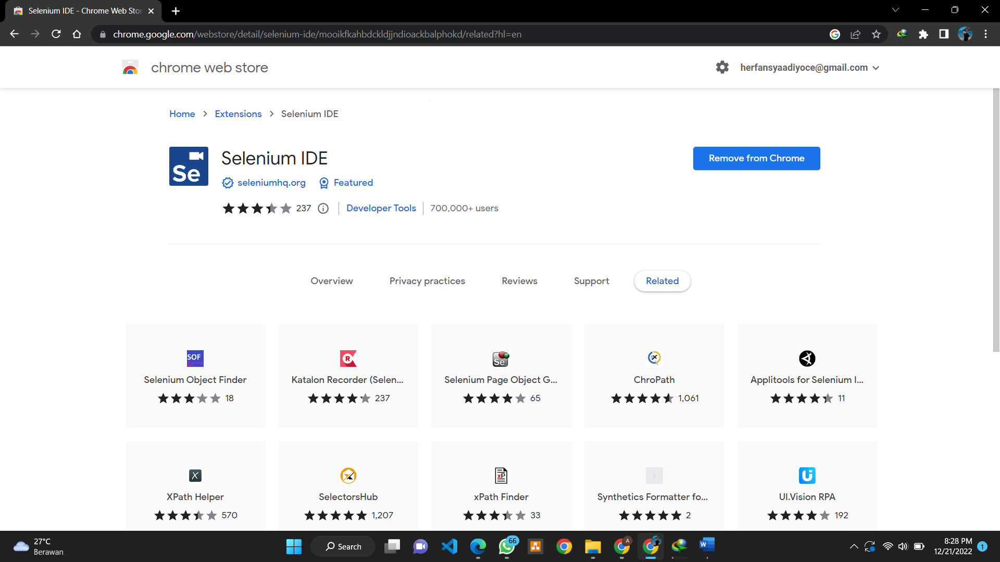 Selenium IDE - Chrome Web Stor
chrome.google.com/webstore/detail/selenium-ide/mooikfkahbdckldjjndioackbalphokd/related?hl=en
chrome web store
herfansyaadiyoce@gmail.com
Home > Extensions > Selenium IDE
Se
Selenium IDE
Remove from Chrome
seleniumhq.org Featured
237 Developer Tools 700,000+ users
Overview Privacy practices Reviews Support Related
SOF R Se
Selenium Object Finder Katalon Recorder (Selen... Selenium Page Object G... ChroPath Applitools for Selenium I...
18 237 65 1,061 11
X xP D Ui
XPath Helper SelectorsHub xPath Finder Synthetics Formatter fo... UI.Vision RPA
570 1,207 33 2 192
27°C
Berawan
Search
66
A
W
8:28 PM
12/21/2022
1